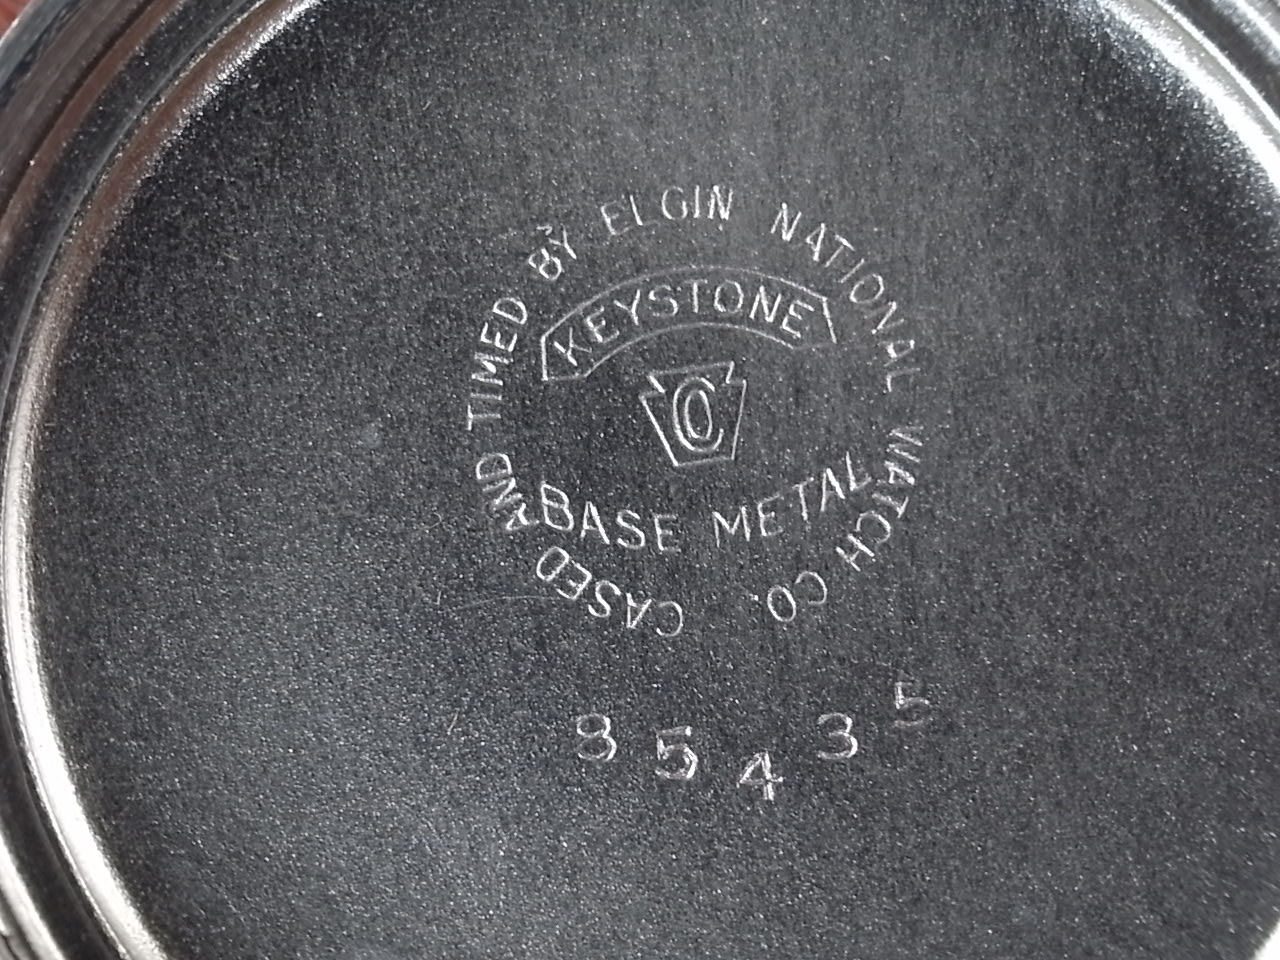 CASED AND TIMED BY ELGIN NATIONAL WATCH CO.
KEYSTONE
C
BASE METAL
85435